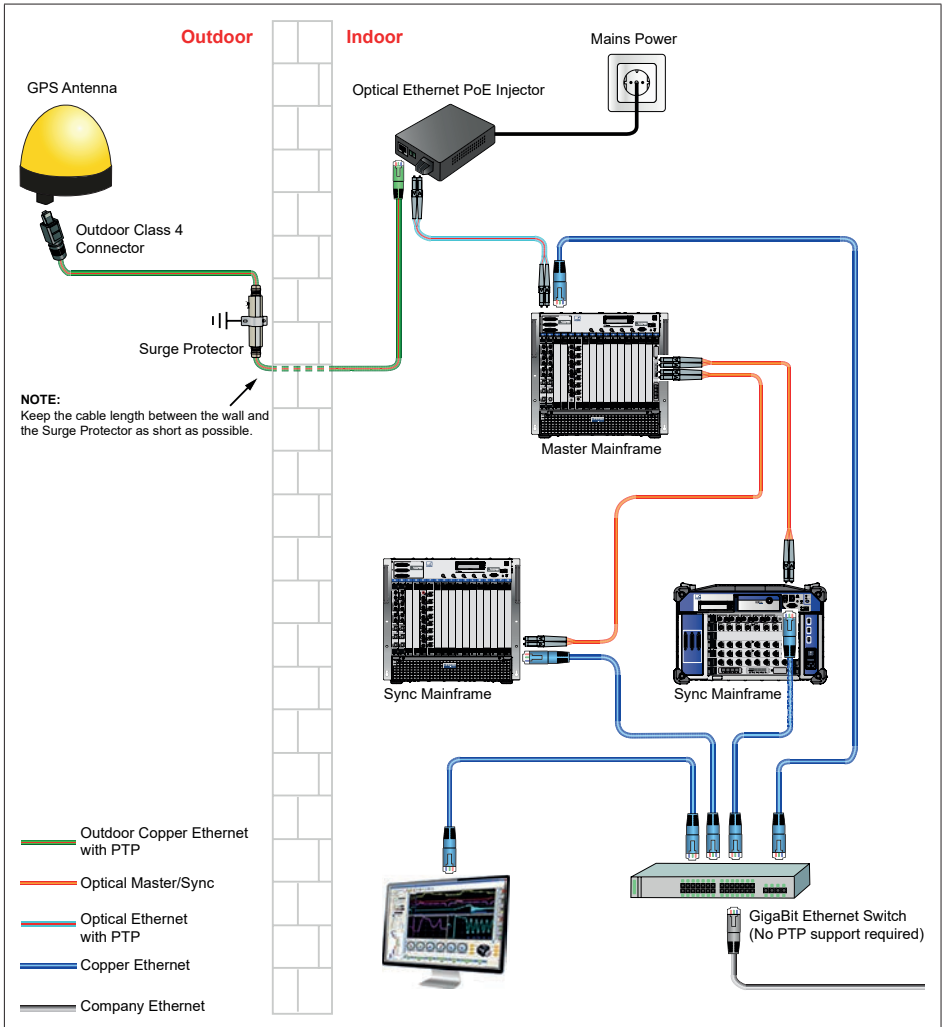 Outdoor
Indoor
Mains Power
GPS Antenna
Optical Ethernet PoE Injector
Outdoor Class 4
Connector
Surge Protector
NOTE:
Keep the cable length between the wall and
the Surge Protector as short as possible.
Master Mainframe
Sync Mainframe
Sync Mainframe
Outdoor Copper Ethernet
with PTP
Optical Master/Sync
Optical Ethernet
with PTP
Copper Ethernet
Company Ethernet
GigaBit Ethernet Switch
(No PTP support required)